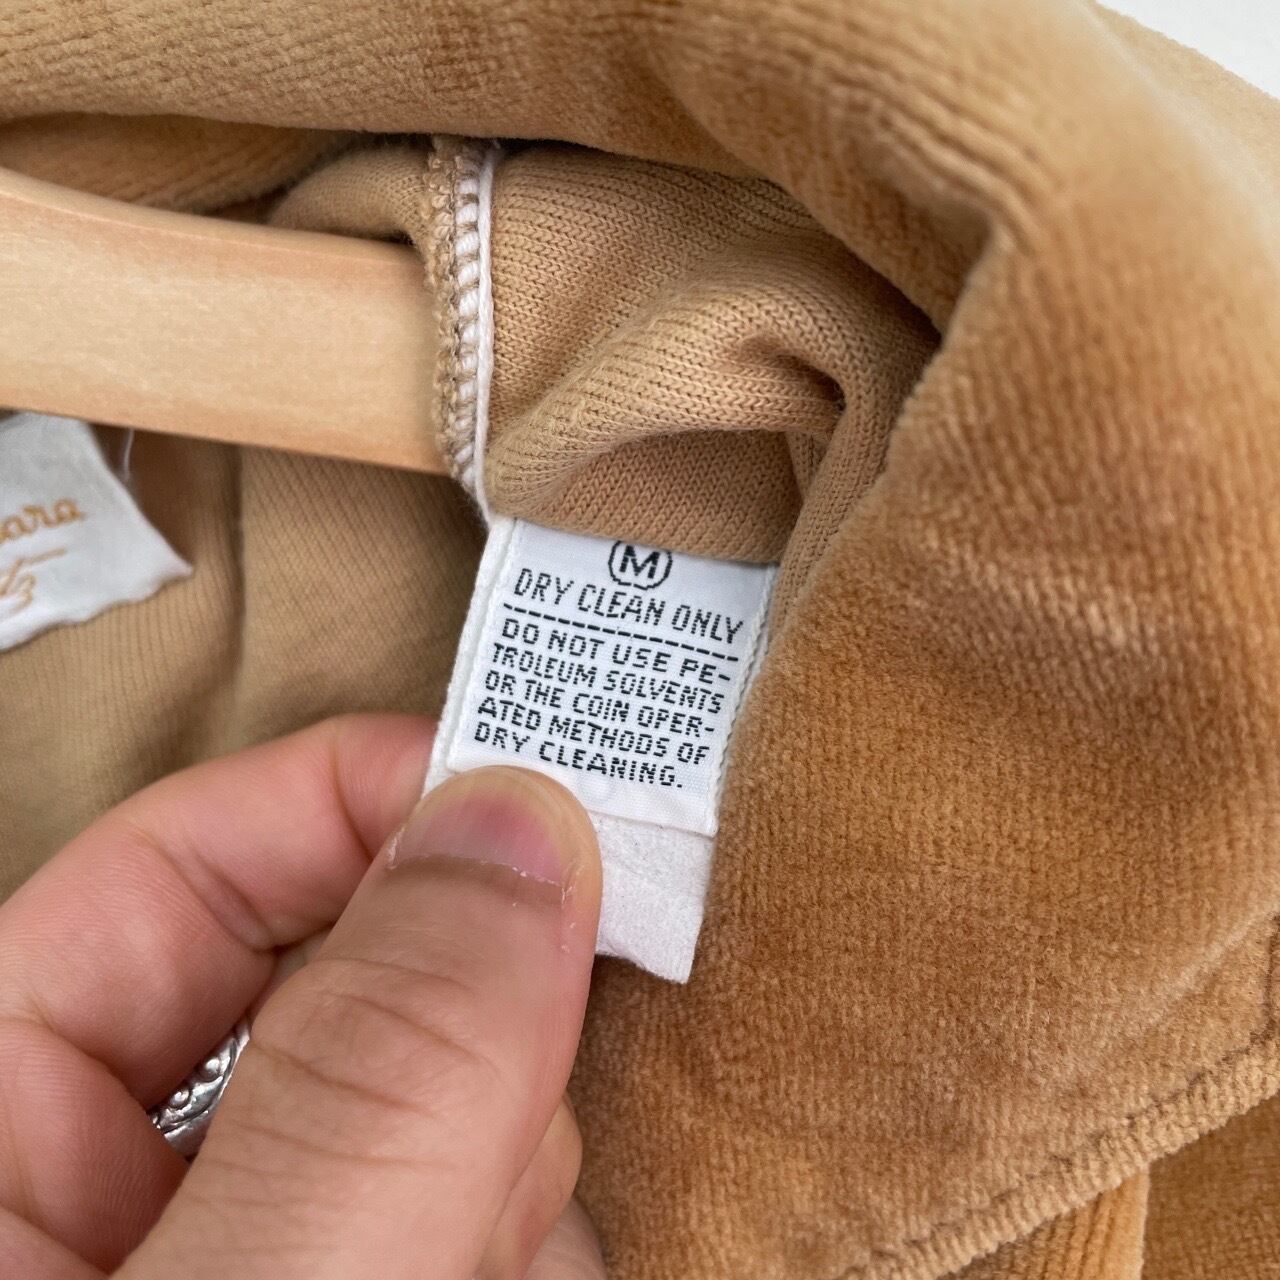 M
DRY CLEAN ONLY
DO NOT USE PE-
TROLEUM SOLVENTS
OR THE COIN OPER-
ATED METHODS OF
DRY CLEANING.